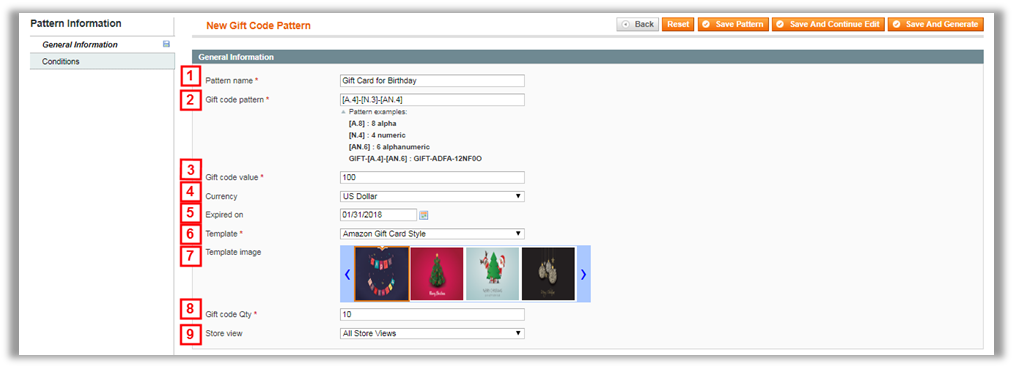 Pattern Information
General Information
Conditions
New Gift Code Pattern
Back Reset Save Pattern Save And Continue Edit Save And Generate
General Information
1 Pattern name * Gift Card for Birthday
2 Gift code pattern * [A.4]-[N.3]-[AN.4]
Pattern examples:
[A.8] : 8 alpha
[N.4] : 4 numeric
[AN.6] : 6 alphanumeric
GIFT-[A.4]-[AN.6] : GIFT-ADFA-12NF0O
3 Gift code value * 100
4 Currency US Dollar
5 Expired on 01/31/2018
6 Template * Amazon Gift Card Style
7 Template image
8 Gift code Qty * 10
9 Store view All Store Views